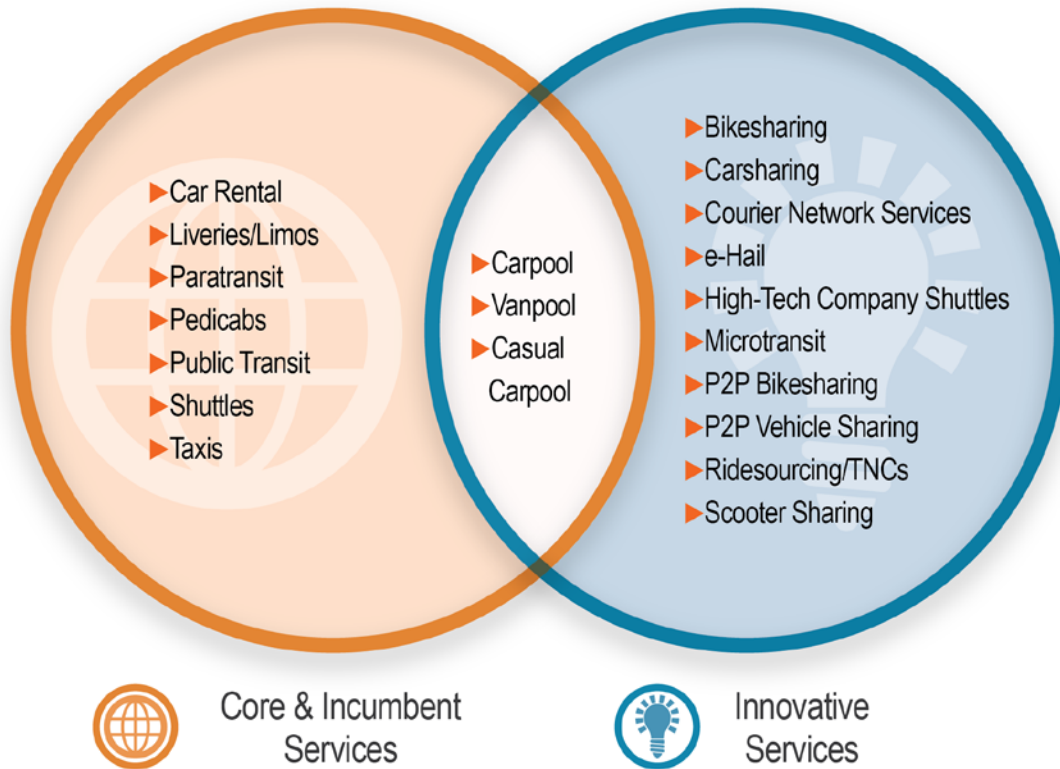 Car Rental
Liveries/Limos
Paratransit
Pedicabs
Public Transit
Shuttles
Taxis
Carpool
Vanpool
Casual
Carpool
Bikesharing
Carsharing
Courier Network Services
e-Hail
High-Tech Company Shuttles
Microtransit
P2P Bikesharing
P2P Vehicle Sharing
Ridesourcing/TNCs
Scooter Sharing
Core & Incumbent
Services
Innovative
Services